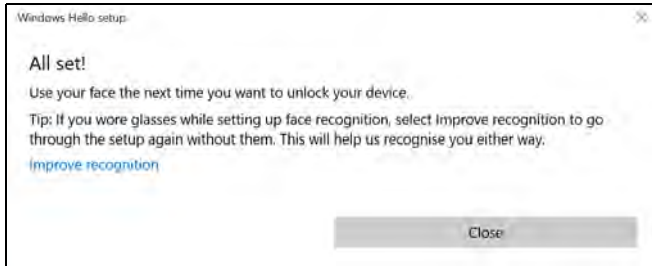 Windows Hello setup
All set!
Use your face the next time you want to unlock your device.
Tip: If you wore glasses while setting up face recognition, select Improve recognition to go
through the setup again without them. This will help us recognise you either way.
Improve recognition
Close